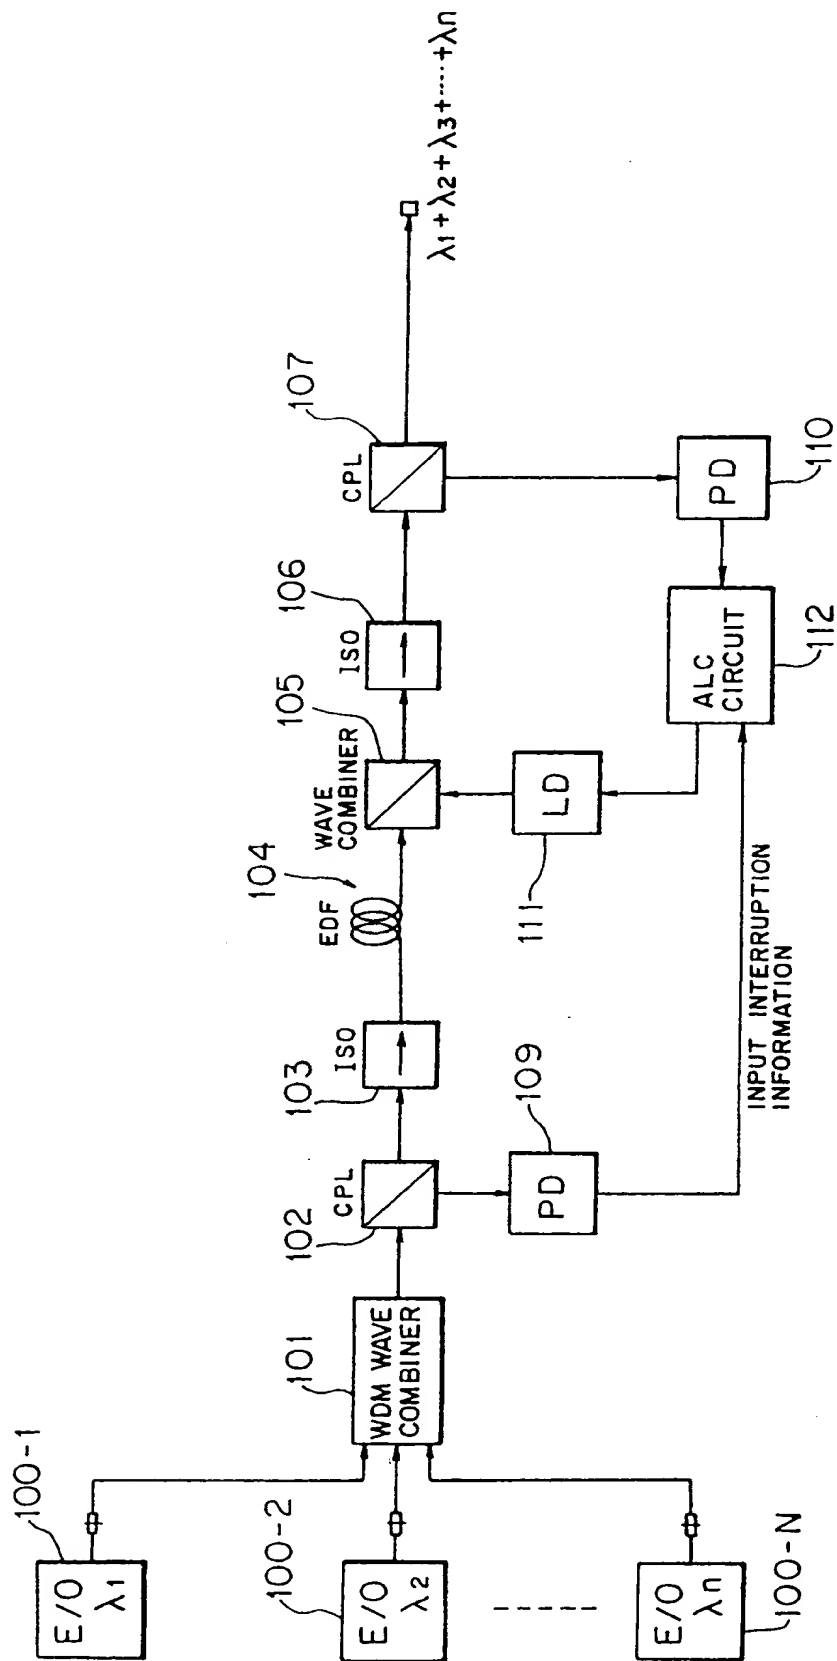 100-1
E/O
λ1
100-2
E/O
λ2
100-N
E/O
λn
101
WDM WAVE
COMBINER
102
CPL
109
PD
103
ISO
104
EDF
105
WAVE
COMBINER
111
LD
106
ISO
107
CPL
110
PD
112
ALC
CIRCUIT
INPUT INTERRUPTION
INFORMATION
λ1+λ2+λ3+·····+λn